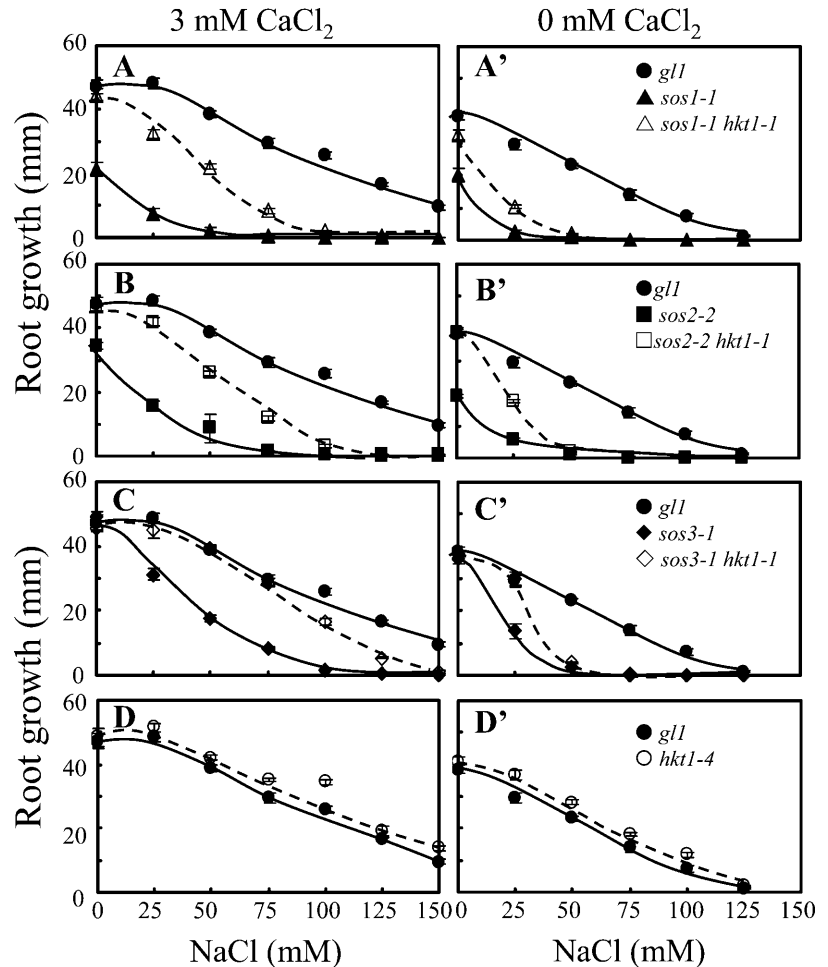 3 mM CaCl₂
0 mM CaCl₂
Root growth (mm)
Root growth (mm)
A
60
40
20
0
A'
gl1
sos1-1
sos1-1 hkt1-1
B
60
40
20
0
B'
gl1
sos2-2
sos2-2 hkt1-1
C
60
40
20
0
C'
gl1
sos3-1
sos3-1 hkt1-1
D
60
40
20
0
D'
gl1
hkt1-4
0 25 50 75 100 125 150
0 25 50 75 100 125 150
NaCl (mM)
NaCl (mM)